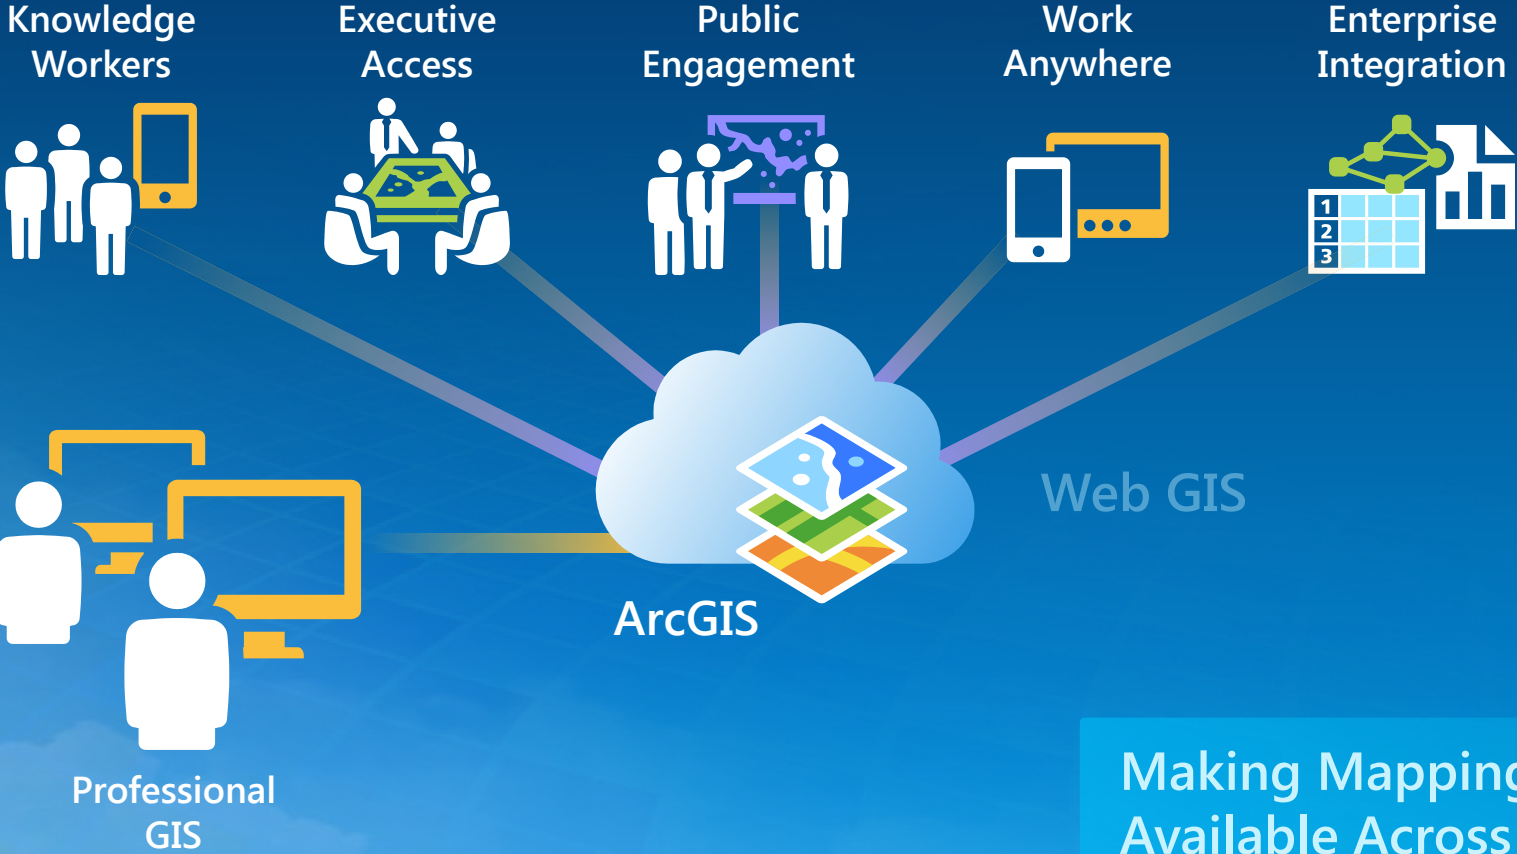 Knowledge
Workers
Executive
Access
Public
Engagement
Work
Anywhere
Enterprise
Integration
1
2
3
Web GIS
ArcGIS
Professional
GIS
Making Mapping
Available Across